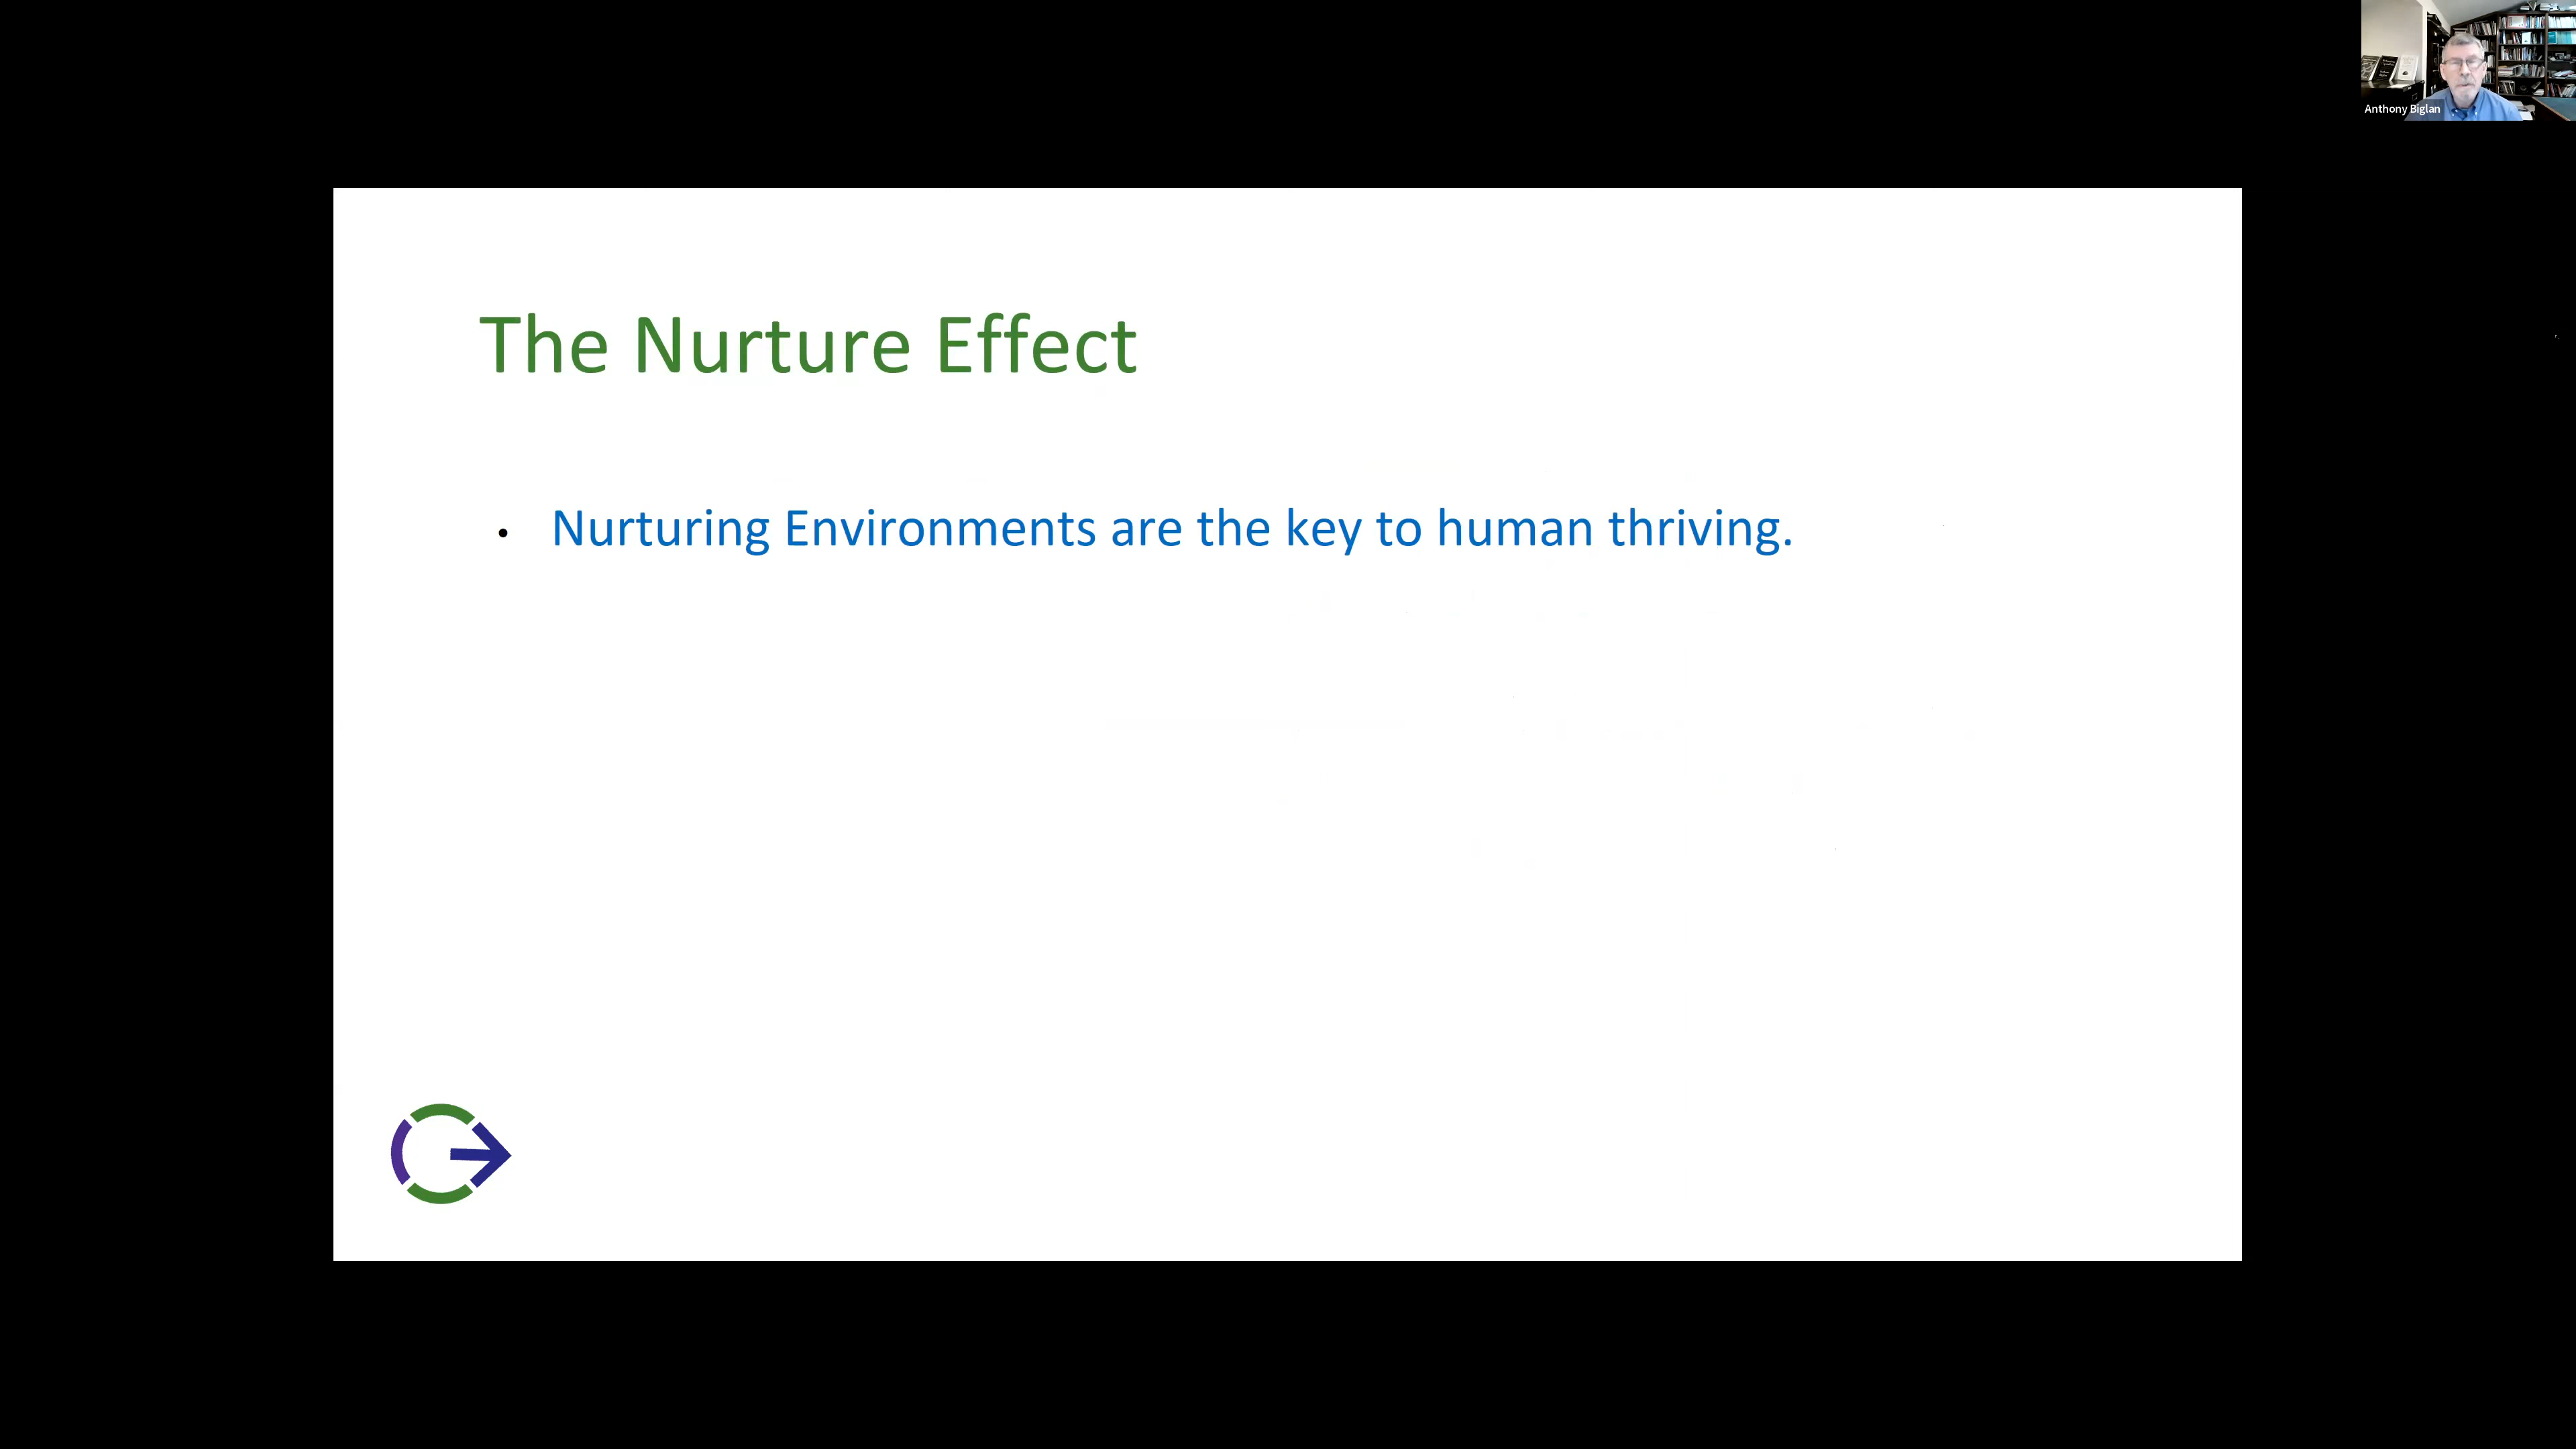 Anthony Biglan
The Nurture Effect
• Nurturing Environments are the key to human thriving.